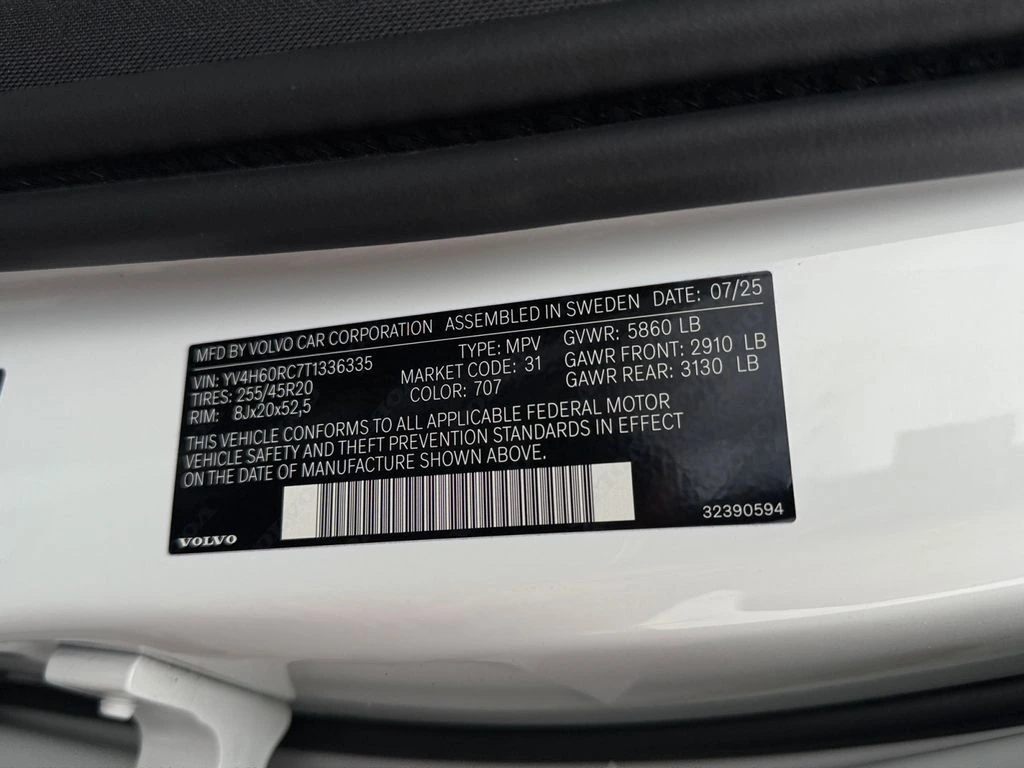 MFD BY VOLVO CAR CORPORATION ASSEMBLED IN SWEDEN DATE: 07/25
VIN: YV4H60RC7T1336335 TYPE: MPV GVWR: 5860 LB
TIRES: 255/45R20 MARKET CODE: 31 GAWR FRONT: 2910 LB
RIM: 8Jx20x52,5 COLOR: 707 GAWR REAR: 3130 LB
THIS VEHICLE CONFORMS TO ALL APPLICABLE FEDERAL MOTOR
VEHICLE SAFETY AND THEFT PREVENTION STANDARDS IN EFFECT
ON THE DATE OF MANUFACTURE SHOWN ABOVE.
VOLVO 32390594